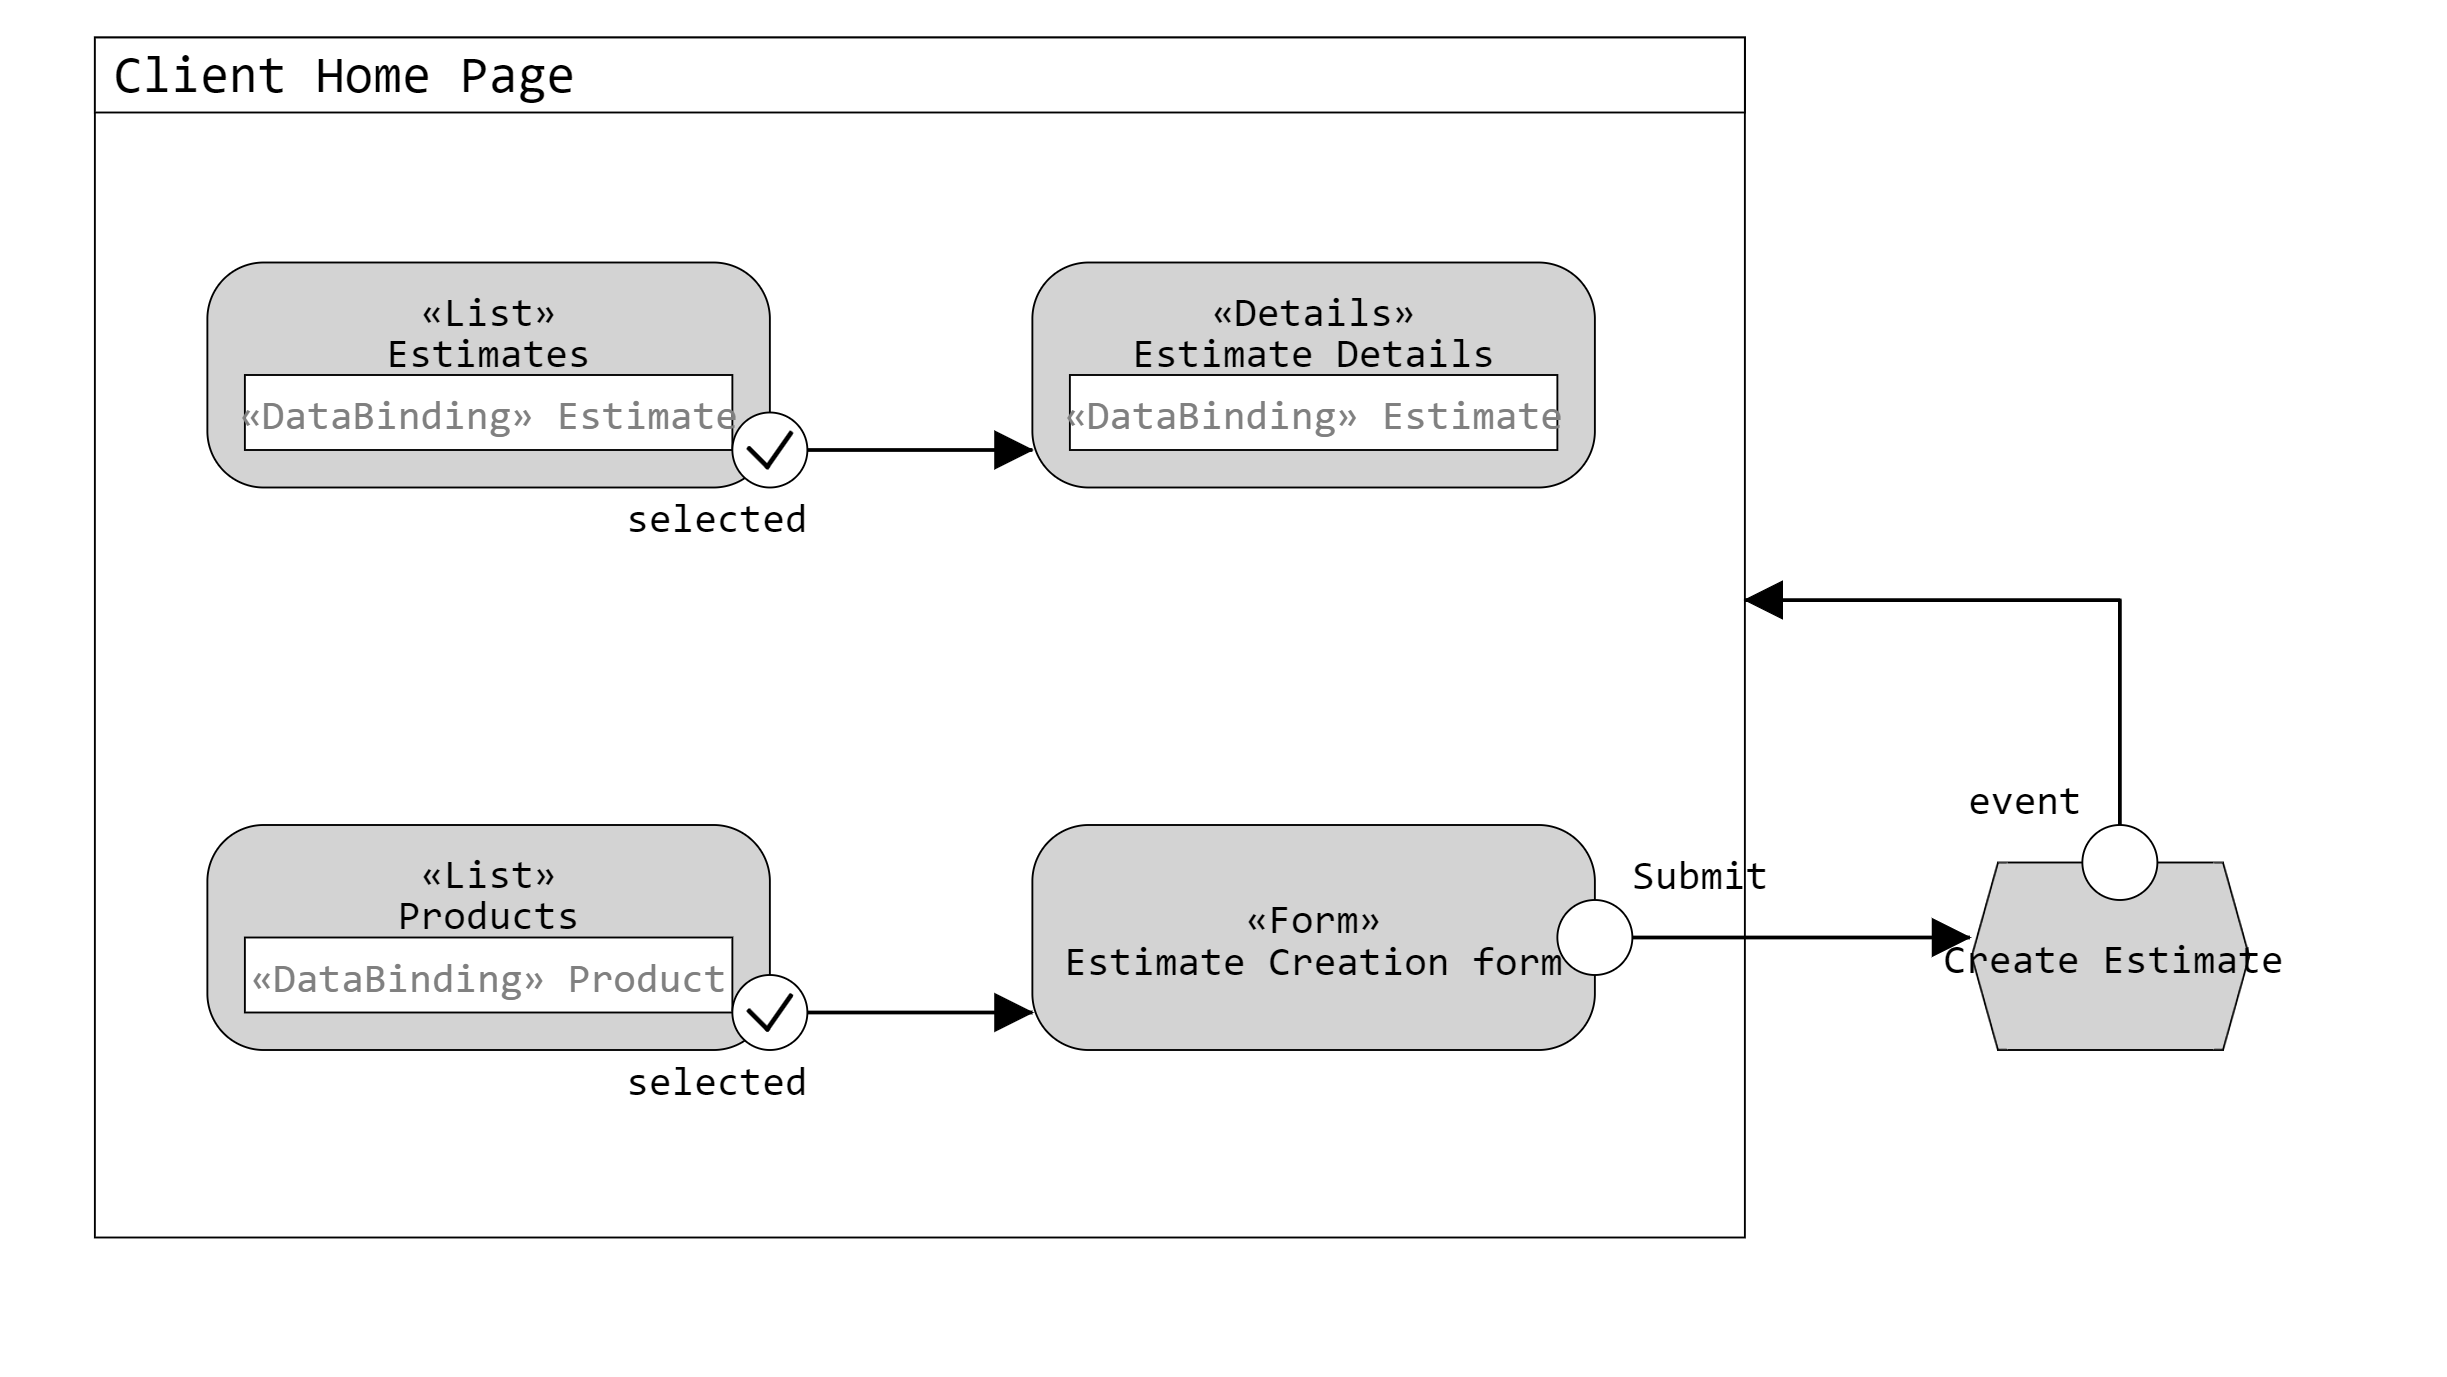 Client Home Page
«List»
Estimates
«DataBinding» Estimate
selected
«Details»
Estimate Details
«DataBinding» Estimate
«List»
Products
«DataBinding» Product
selected
«Form»
Estimate Creation form
Submit
event
Create Estimate